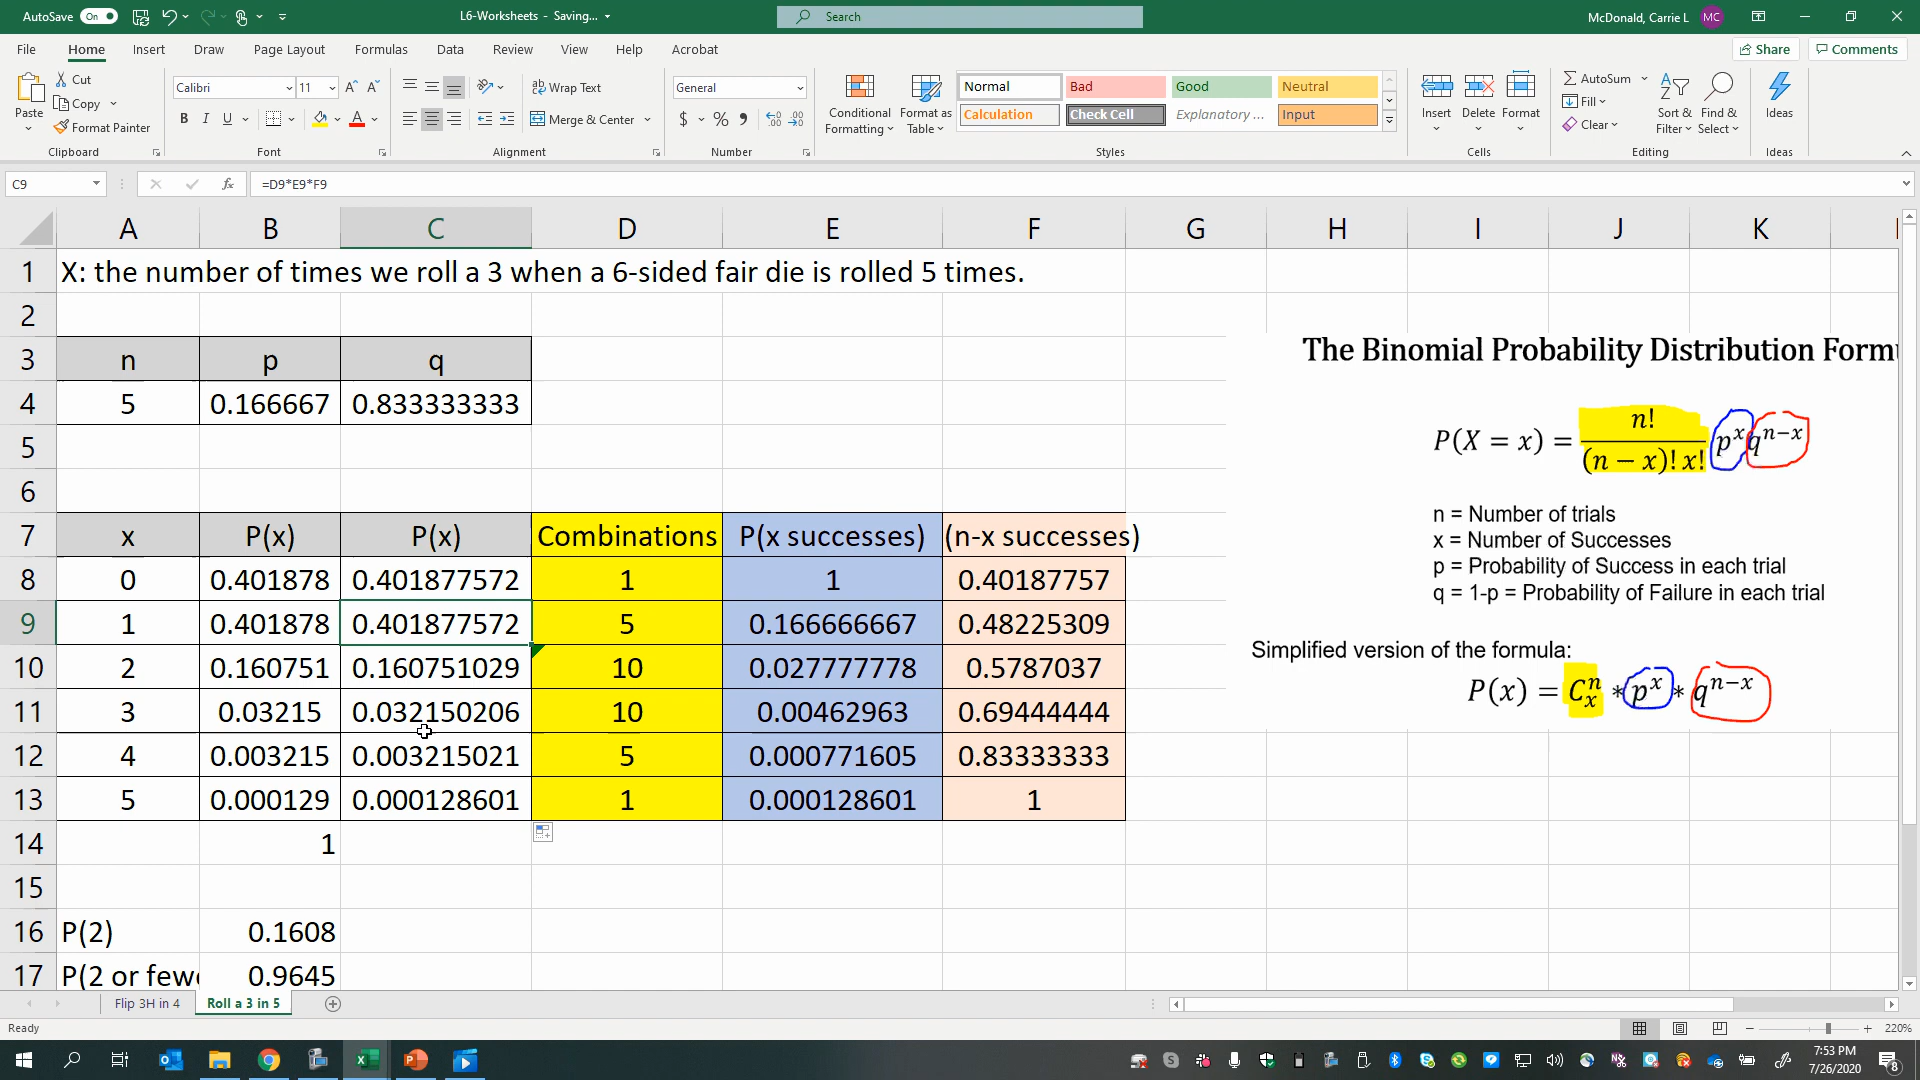 AutoSave On L6-Worksheets - Saving... Search McDonald, Carrie L MC
File Home Insert Draw Page Layout Formulas Data Review View Help Acrobat Share Comments
Paste Cut Copy Format Painter
Calibri 11
B I U A
Wrap Text
Merge & Center
General
$ % ,
Conditional Formatting
Format as Table
Normal Bad Good Neutral
Calculation Check Cell Explanatory ... Input
Insert Delete Format
AutoSum
Fill
Clear
Sort & Filter
Find & Select
Ideas
Clipboard Font Alignment Number Styles Cells Editing Ideas
C9 fx =D9*E9*F9
A B C D E F G H I J K
1 X: the number of times we roll a 3 when a 6-sided fair die is rolled 5 times.
2
3 n p q
4 5 0.166667 0.833333333
5
6
7 x P(x) P(x) Combinations P(x successes) (n-x successes)
8 0 0.401878 0.401877572 1 1 0.40187757
9 1 0.401878 0.401877572 5 0.166666667 0.48225309
10 2 0.160751 0.160751029 10 0.027777778 0.5787037
11 3 0.03215 0.032150206 10 0.00462963 0.69444444
12 4 0.003215 0.003215021 5 0.000771605 0.83333333
13 5 0.000129 0.000128601 1 0.000128601 1
14 1
15
16 P(2) 0.1608
17 P(2 or few 0.9645
The Binomial Probability Distribution Form
P(X = x) = n! / (n − x)! x! p^x q^{n−x}
n = Number of trials
x = Number of Successes
p = Probability of Success in each trial
q = 1-p = Probability of Failure in each trial
Simplified version of the formula:
P(x) = C^n_x * p^x * q^{n−x}
Flip 3H in 4 Roll a 3 in 5
Ready 220%
7:53 PM
7/26/2020
8